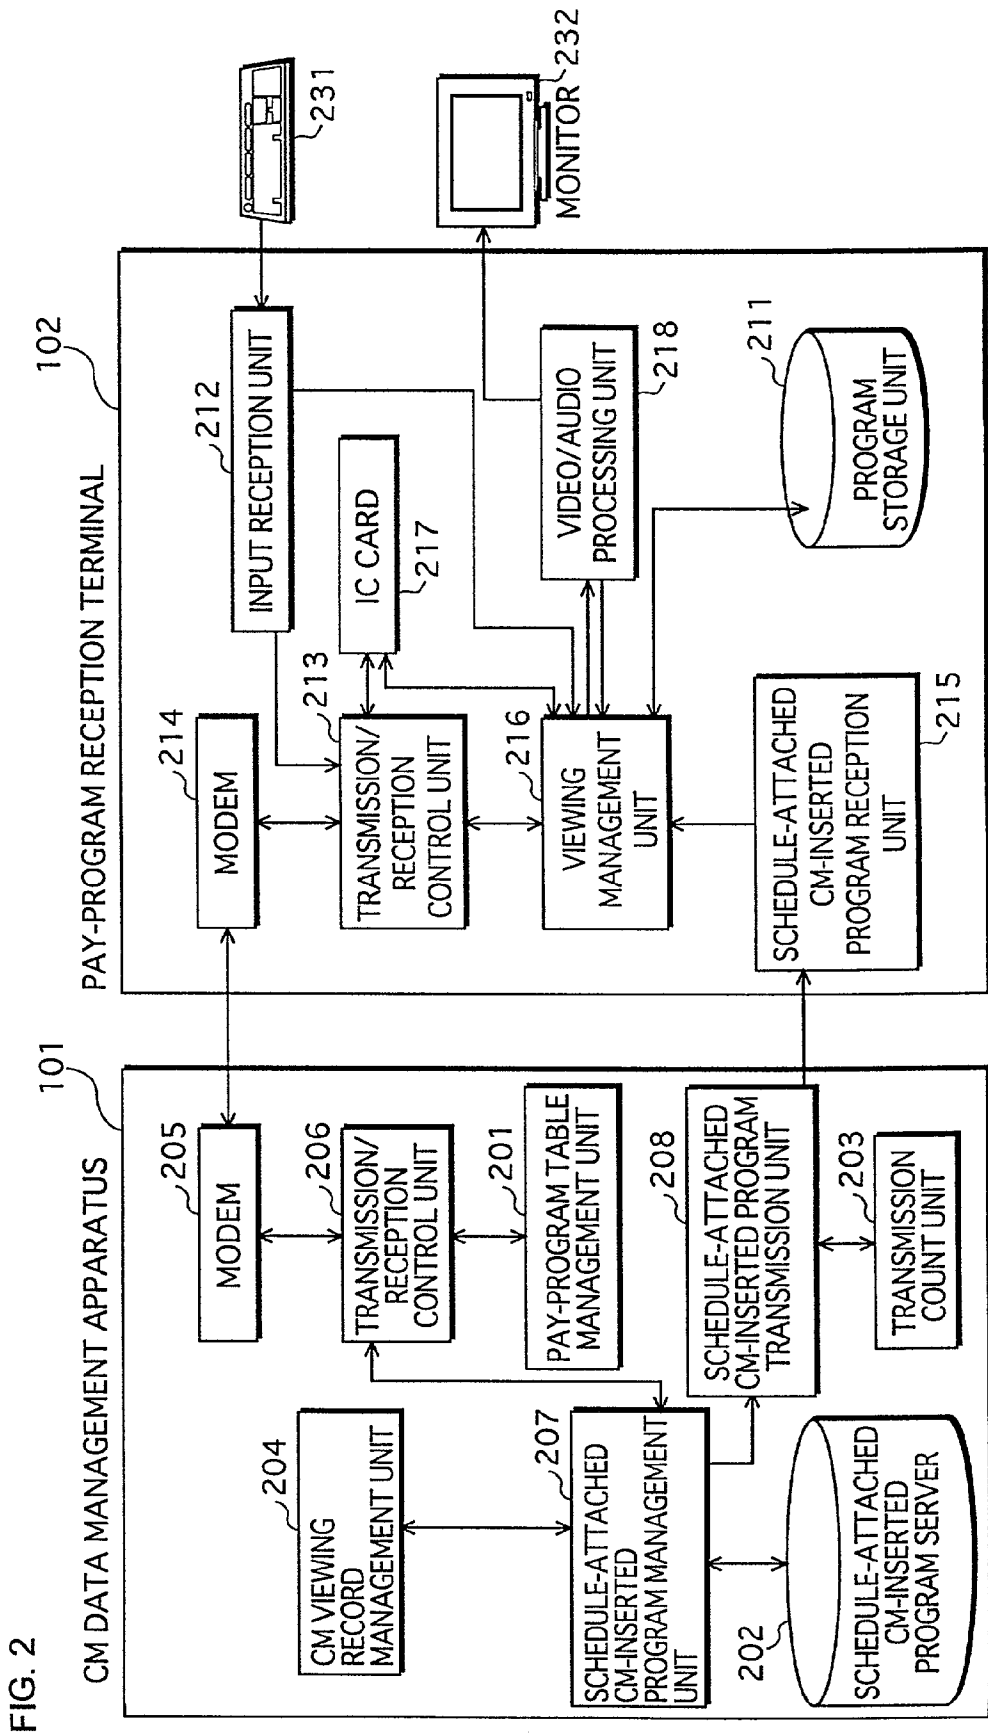 FIG. 2
CM DATA MANAGEMENT APPARATUS
101
204
CM VIEWING
RECORD
MANAGEMENT UNIT
205
MODEM
206
TRANSMISSION/
RECEPTION
CONTROL UNIT
201
PAY-PROGRAM TABLE
MANAGEMENT UNIT
207
SCHEDULE-ATTACHED
CM-INSERTED
PROGRAM MANAGEMENT
UNIT
208
SCHEDULE-ATTACHED
CM-INSERTED PROGRAM
TRANSMISSION UNIT
203
TRANSMISSION
COUNT UNIT
202
SCHEDULE-ATTACHED
CM-INSERTED
PROGRAM SERVER
PAY-PROGRAM RECEPTION TERMINAL
102
214
MODEM
212
INPUT RECEPTION UNIT
213
TRANSMISSION/
RECEPTION
CONTROL UNIT
IC CARD
217
216
VIEWING
MANAGEMENT
UNIT
VIDEO/AUDIO
PROCESSING UNIT
218
SCHEDULE-ATTACHED
CM-INSERTED
PROGRAM RECEPTION
UNIT
215
211
PROGRAM
STORAGE UNIT
231
232
MONITOR